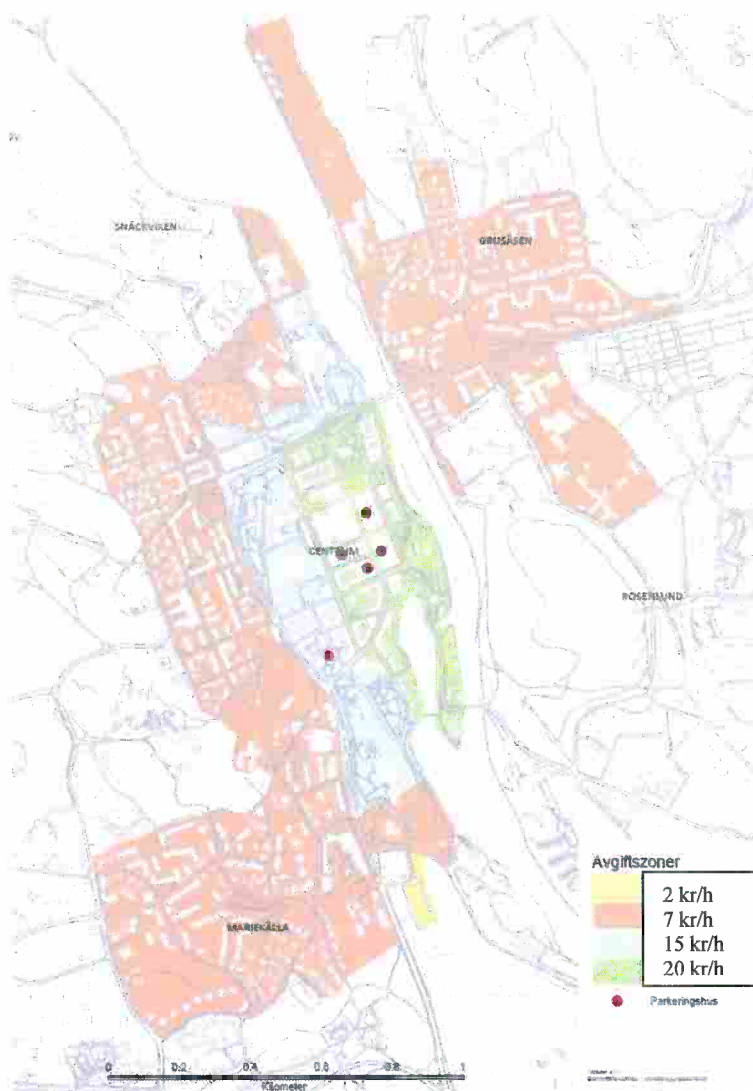 SNÄCKVIKEN
GRUSÅSEN
CENTRUM
ROSENLUND
MARIEKÄLLA
Avgiftszoner
2 kr/h
7 kr/h
15 kr/h
20 kr/h
Parkeringshus
0 0.2 0.4 0.6 0.8 1
Kilometer